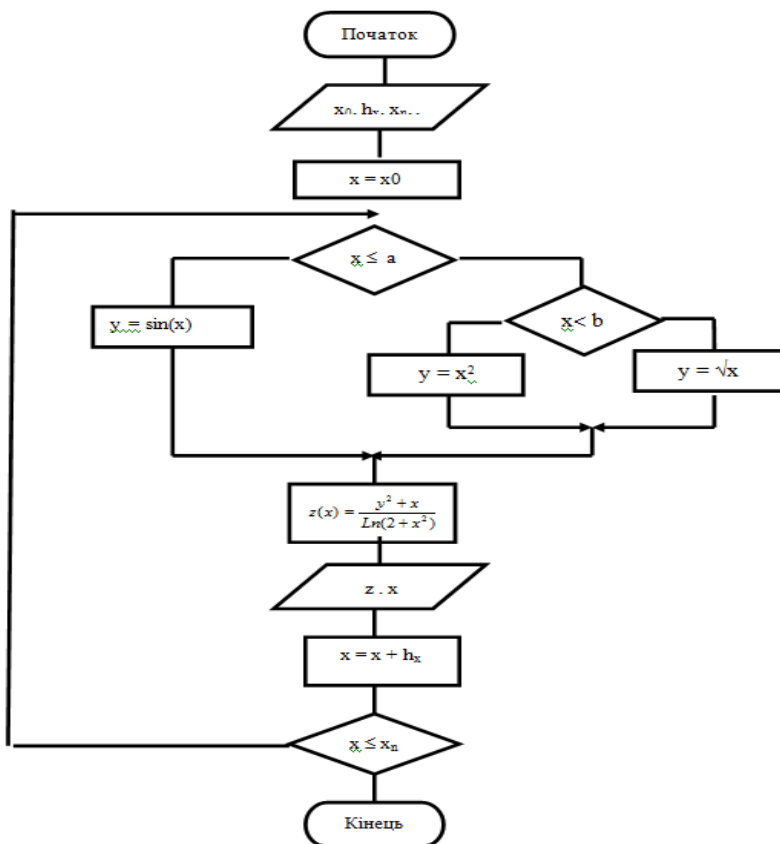 Початок
x₀, hₓ, xₙ, .
x = x0
x ≤ a
y = sin(x)
x< b
y = x²
y = √x
z(x) = (y² + x) / Ln(2 + x²)
z , x
x = x + hₓ
x ≤ xₙ
Кінець